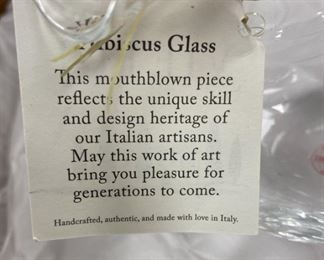 Hibiscus Glass
This mouthblown piece
reflects the unique skill
and design heritage of
our Italian artisans.
May this work of art
bring you pleasure for
generations to come.
Handcrafted, authentic, and made with love in Italy.